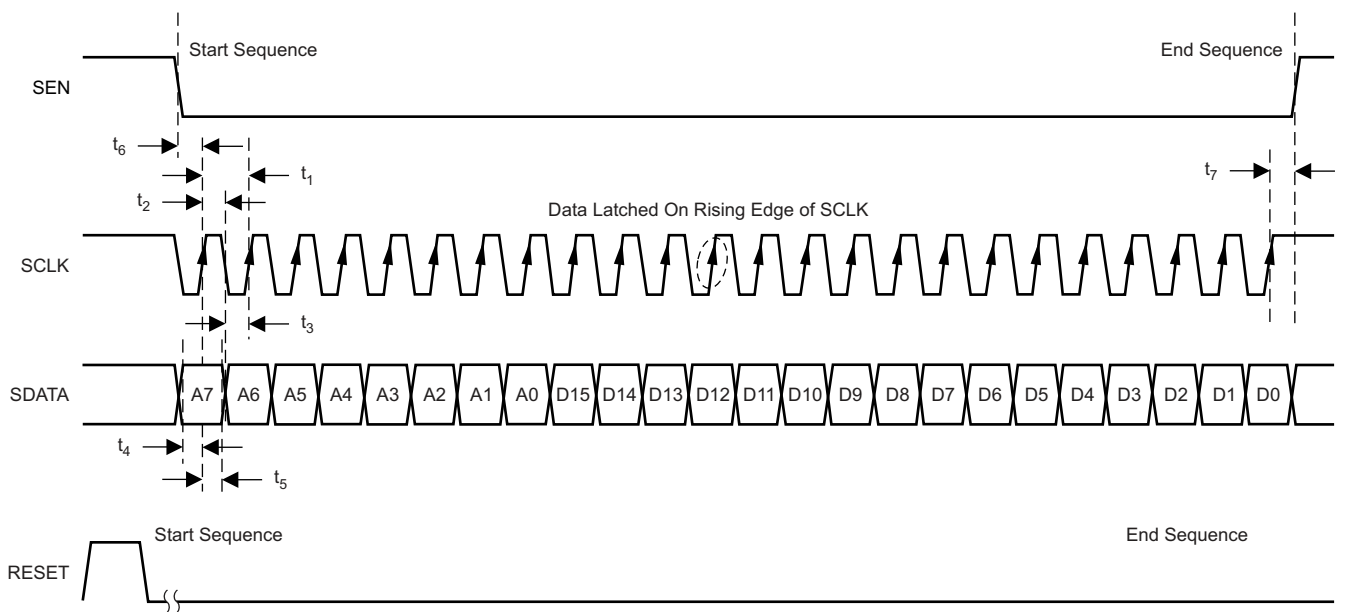 Start Sequence
End Sequence
SEN
t6
t1
t7
t2
Data Latched On Rising Edge of SCLK
SCLK
t3
SDATA
A7 A6 A5 A4 A3 A2 A1 A0 D15 D14 D13 D12 D11 D10 D9 D8 D7 D6 D5 D4 D3 D2 D1 D0
t4
t5
Start Sequence
End Sequence
RESET